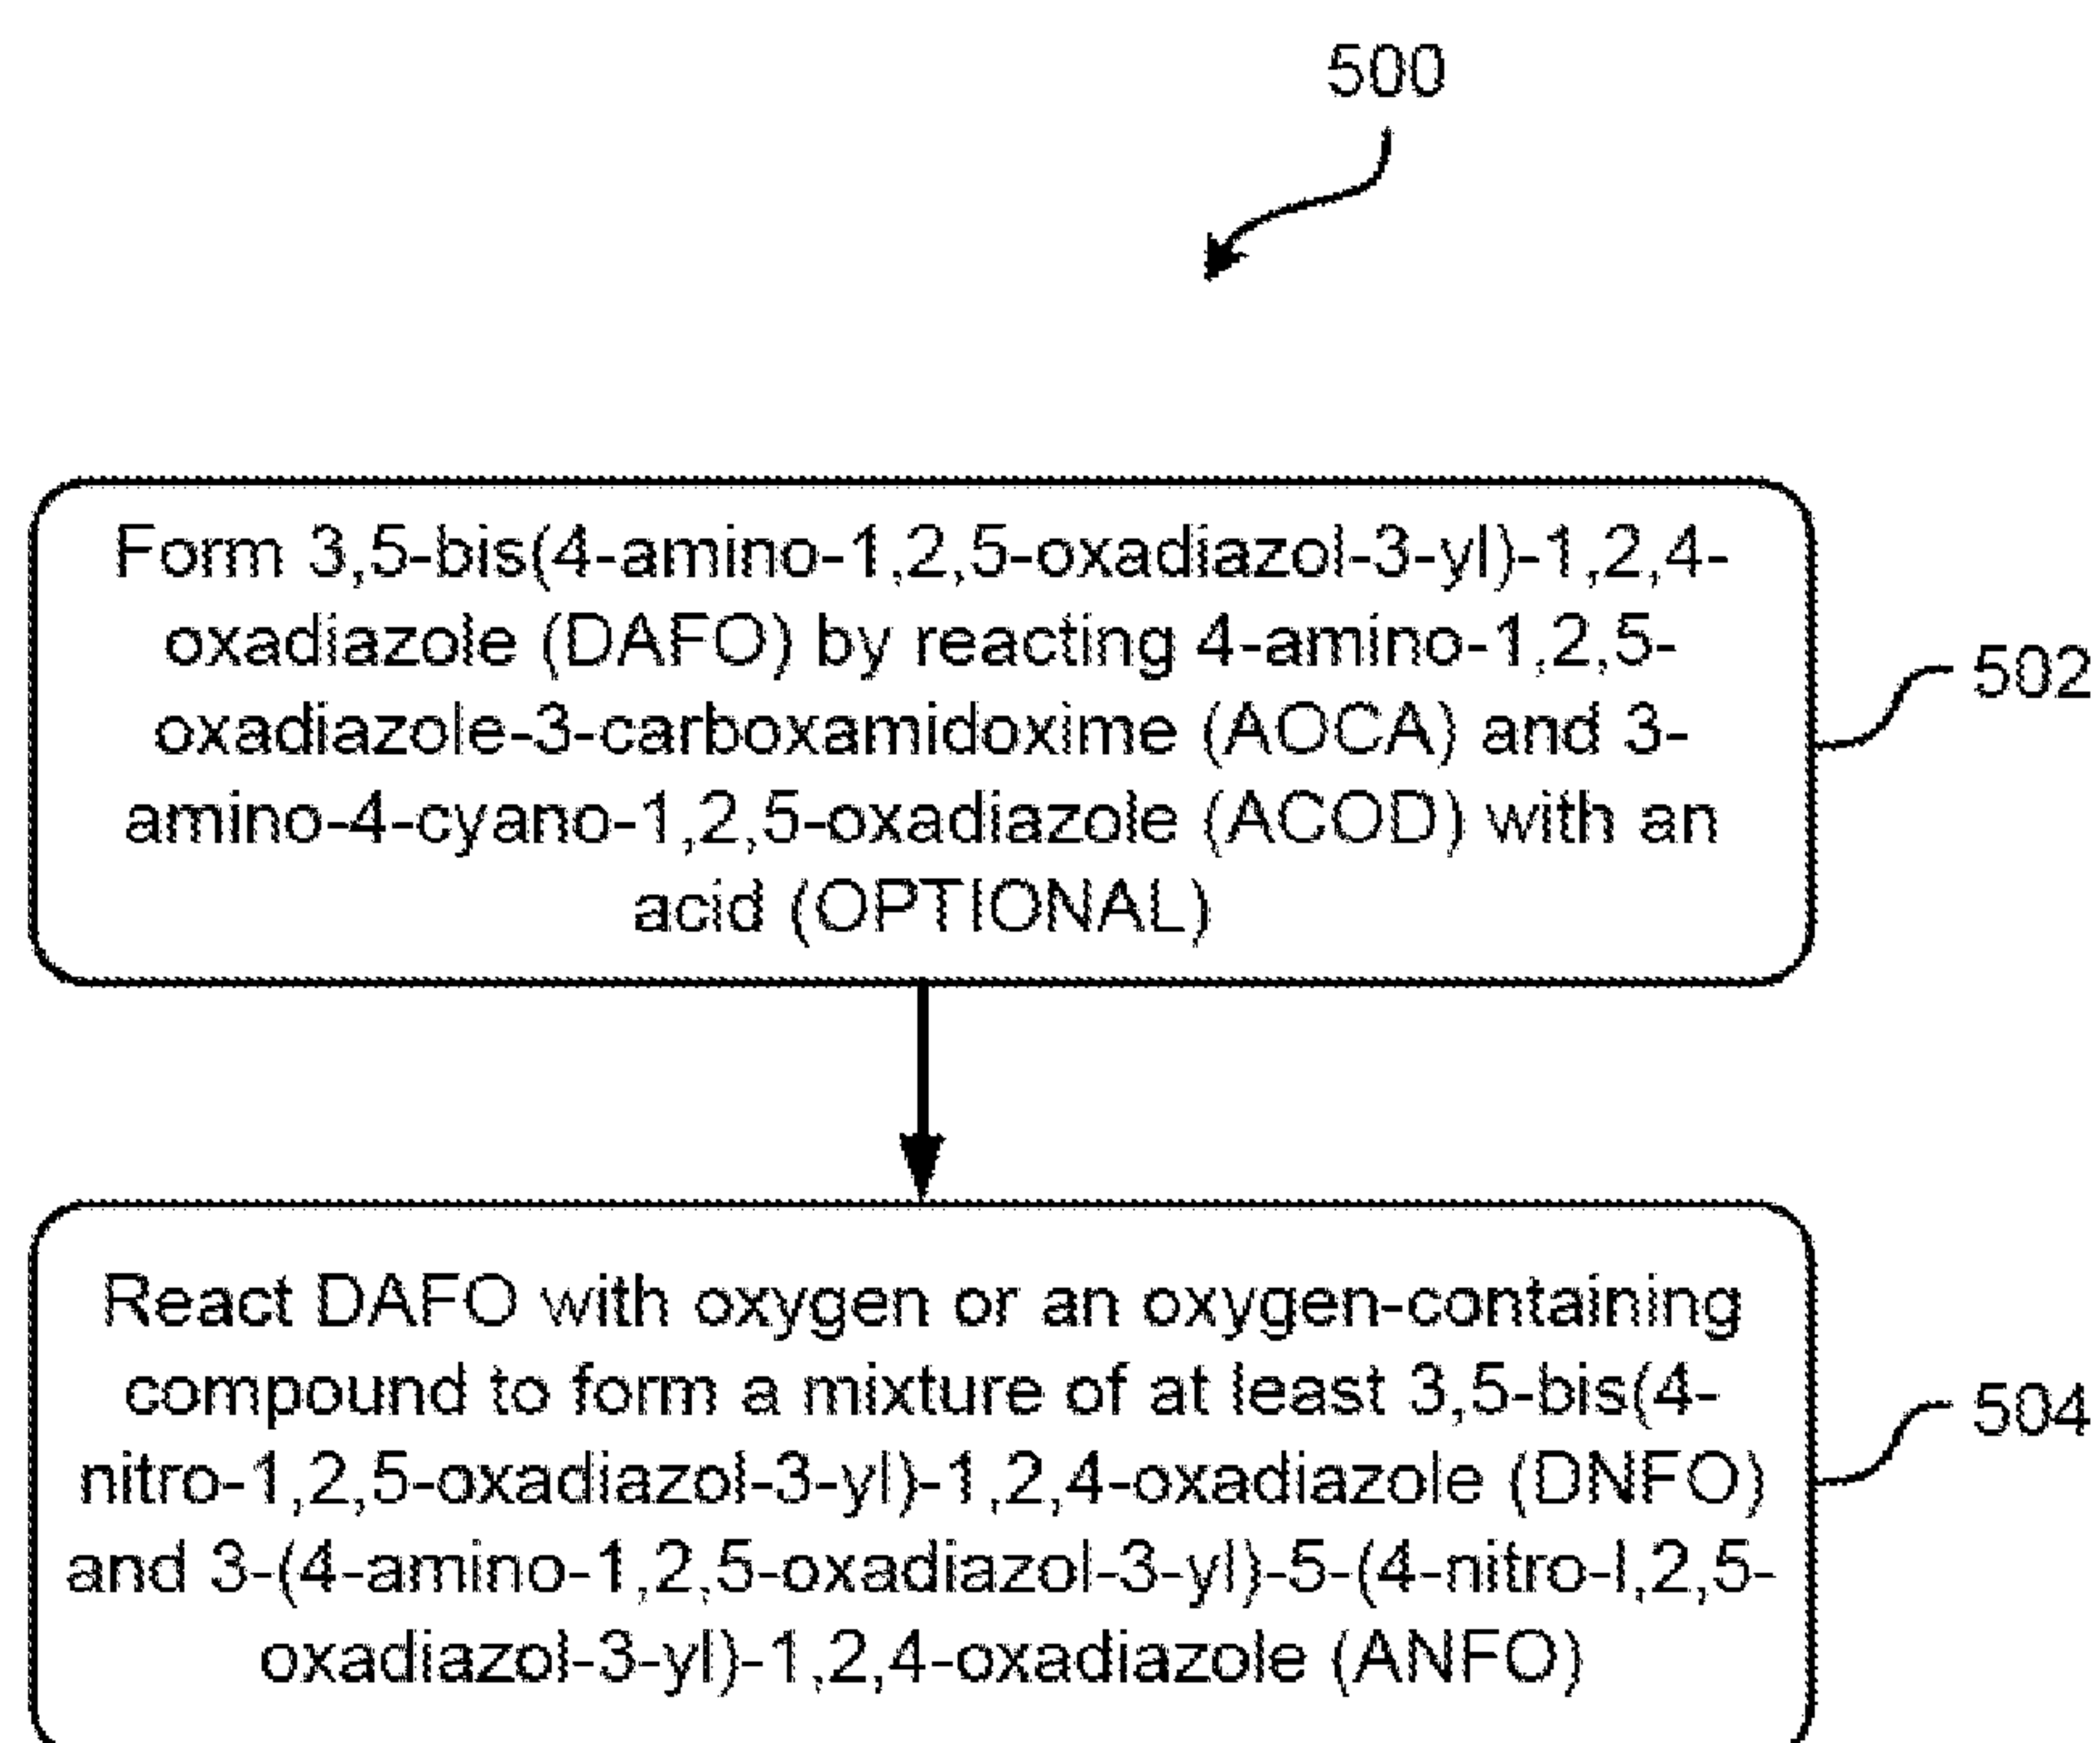 500
Form 3,5-bis(4-amino-1,2,5-oxadiazol-3-yl)-1,2,4-
oxadiazole (DAFO) by reacting 4-amino-1,2,5-
oxadiazole-3-carboxamidoxime (AOCA) and 3-
amino-4-cyano-1,2,5-oxadiazole (ACOD) with an
acid (OPTIONAL)
502
React DAFO with oxygen or an oxygen-containing
compound to form a mixture of at least 3,5-bis(4-
nitro-1,2,5-oxadiazol-3-yl)-1,2,4-oxadiazole (DNFO)
and 3-(4-amino-1,2,5-oxadiazol-3-yl)-5-(4-nitro-l,2,5-
oxadiazol-3-yl)-1,2,4-oxadiazole (ANFO)
504